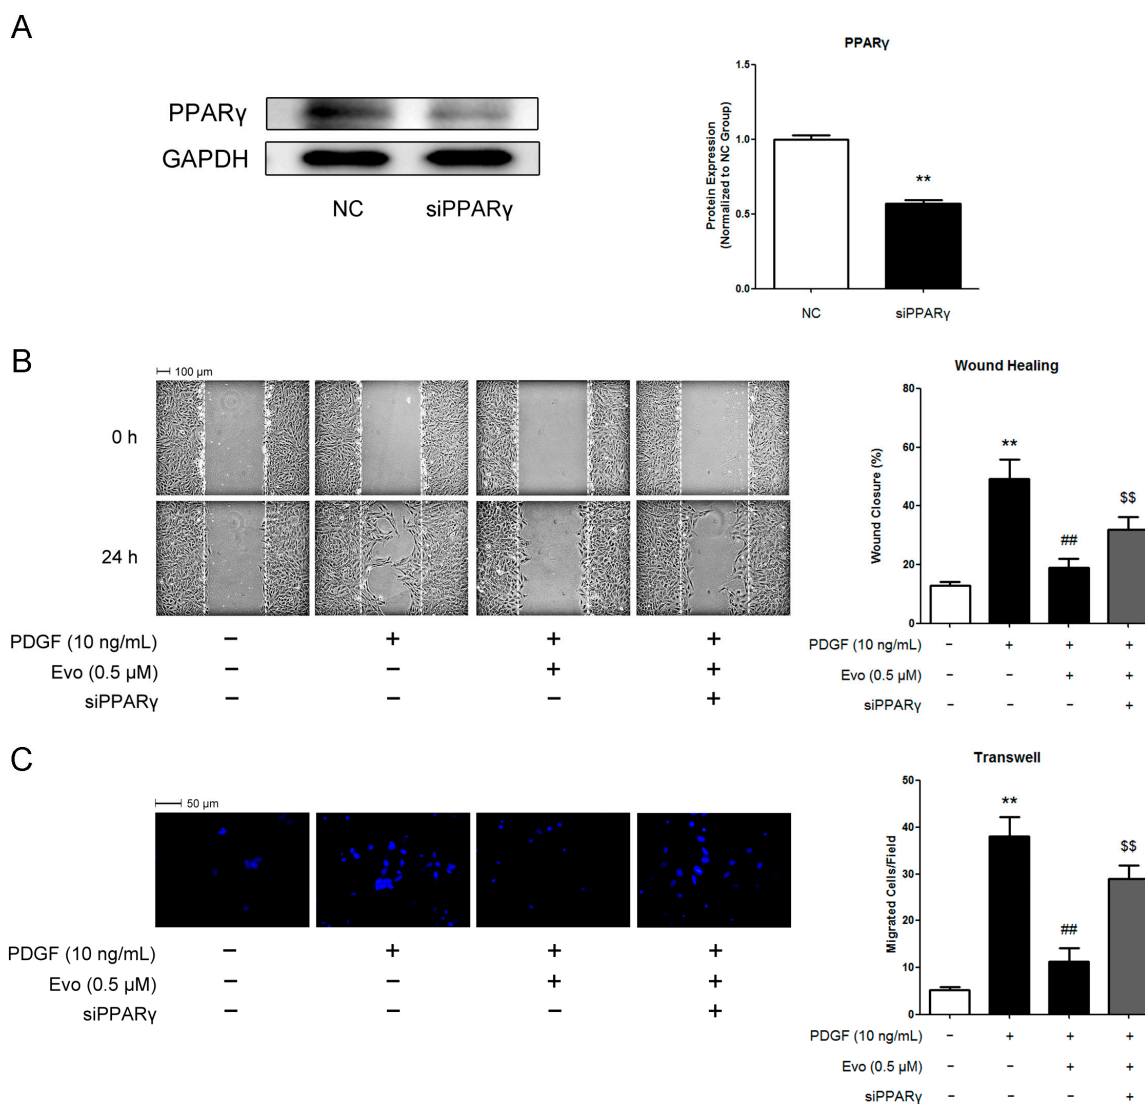 A
PPARγ
GAPDH
NC siPPARγ
PPARγ
Protein Expression
(Normalized to NC Group)
1.5
1.0
0.5
0.0
**
NC siPPARγ
B
100 µm
0 h
24 h
PDGF (10 ng/mL) − + + +
Evo (0.5 µM) − − + +
siPPARγ − − − +
Wound Healing
Wound Closure (%)
80
60
40
20
0
** ## $$
PDGF (10 ng/mL) − + + +
Evo (0.5 µM) − − + +
siPPARγ − − − +
C
50 µm
PDGF (10 ng/mL) − + + +
Evo (0.5 µM) − − + +
siPPARγ − − − +
Transwell
Migrated Cells/Field
50
40
30
20
10
0
** ## $$
PDGF (10 ng/mL) − + + +
Evo (0.5 µM) − − + +
siPPARγ − − − +